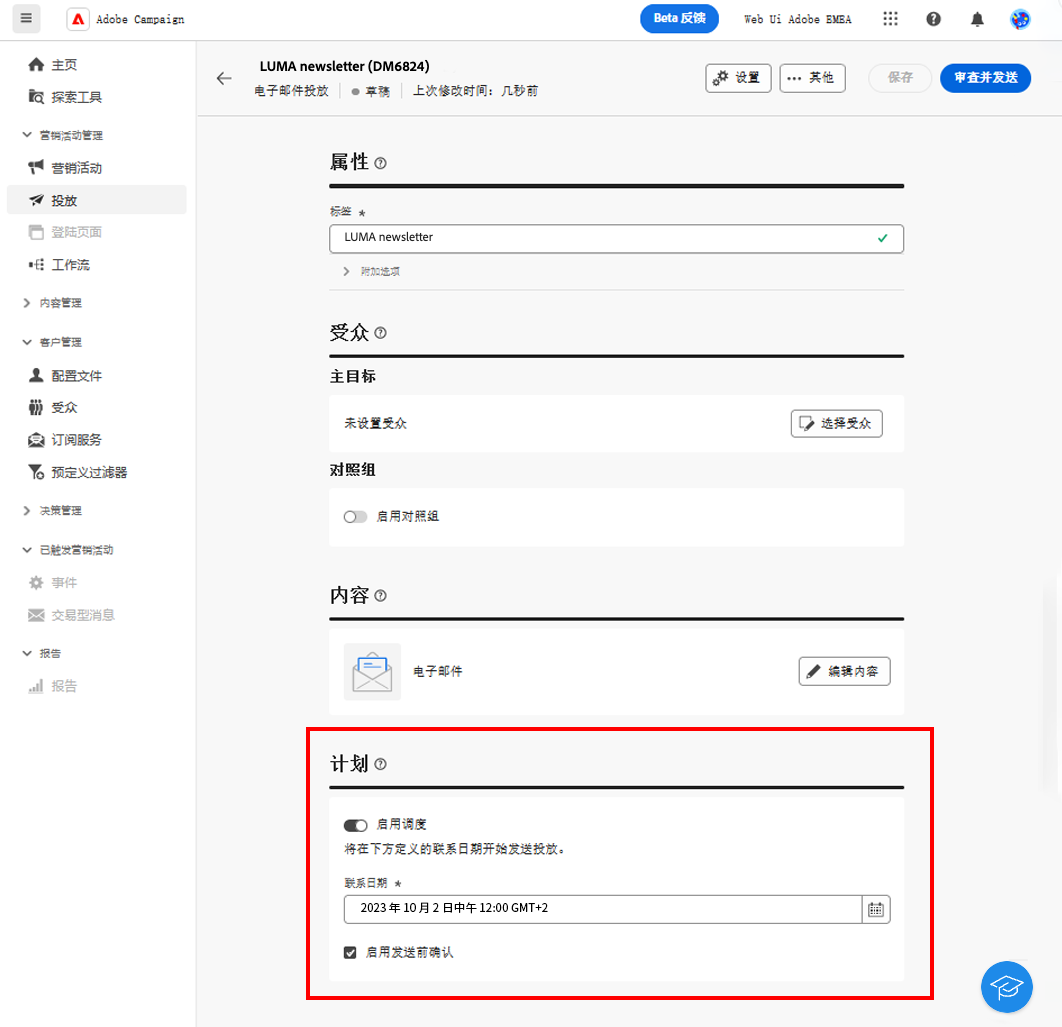 Adobe Campaign
Beta 反馈
Web Ui Adobe EMEA
主页
探索工具
营销活动管理
营销活动
投放
登陆页面
工作流
内容管理
客户管理
配置文件
受众
订阅服务
预定义过滤器
决策管理
已触发营销活动
事件
交易型消息
报告
报告
LUMA newsletter (DM6824)
电子邮件投放
草稿
上次修改时间：几秒前
设置
其他
保存
审查并发送
属性
标签 *
LUMA newsletter
附加选项
受众
主目标
未设置受众
选择受众
对照组
启用对照组
内容
电子邮件
编辑内容
计划
启用调度
将在下方定义的联系日期开始发送投放。
联系日期 *
2023 年 10 月 2 日中午 12:00 GMT+2
启用发送前确认